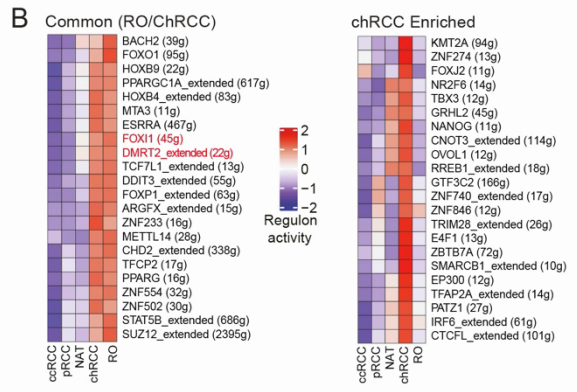 B
Common (RO/ChRCC)
BACH2 (39g)
FOXO1 (95g)
HOXB9 (22g)
PPARGC1A_extended (617g)
HOXB4_extended (83g)
MTA3 (11g)
ESRRA (467g)
FOXI1 (45g)
DMRT2_extended (22g)
TCF7L1_extended (13g)
DDIT3_extended (55g)
FOXP1_extended (63g)
ARGFX_extended (15g)
ZNF233 (16g)
METTL14 (28g)
CHD2_extended (338g)
TFCP2 (17g)
PPARG (16g)
ZNF554 (32g)
ZNF502 (30g)
STAT5B_extended (686g)
SUZ12_extended (2395g)
ccRCC
pRCC
NAT
chRCC
RO
2
1
0
−1
−2
Regulon
activity
chRCC Enriched
KMT2A (94g)
ZNF274 (13g)
FOXJ2 (11g)
NR2F6 (14g)
TBX3 (12g)
GRHL2 (45g)
NANOG (11g)
CNOT3_extended (114g)
OVOL1 (12g)
RREB1_extended (18g)
GTF3C2 (166g)
ZNF740_extended (17g)
ZNF846 (12g)
TRIM28_extended (26g)
E4F1 (13g)
ZBTB7A (72g)
SMARCB1_extended (10g)
EP300 (12g)
TFAP2A_extended (14g)
PATZ1 (27g)
IRF6_extended (61g)
CTCFL_extended (101g)
ccRCC
pRCC
NAT
chRCC
RO